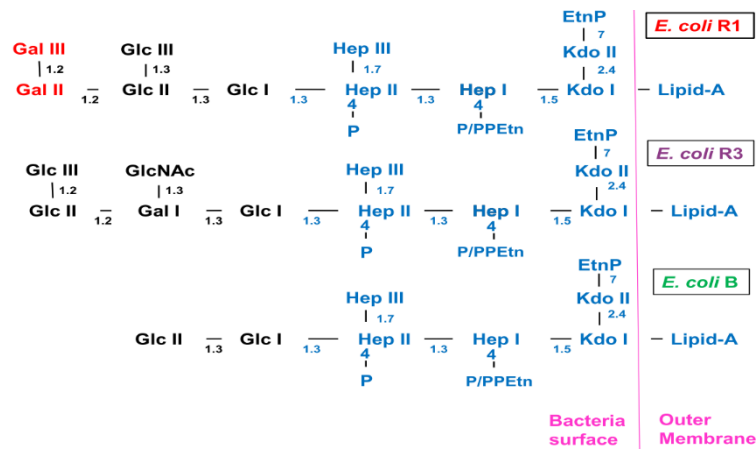 EtnP
E. coli R1
7
Gal III Glc III Hep III Kdo II
1.2 1.3 1.7 2.4
Gal II 1.2 Glc II 1.3 Glc I 1.3 Hep II 1.3 Hep I 1.5 Kdo I Lipid-A
4 4
P P/PPEtn
EtnP
E. coli R3
7
Glc III GlcNAc Hep III Kdo II
1.2 1.3 1.7 2.4
Glc II 1.2 Gal I 1.3 Glc I 1.3 Hep II 1.3 Hep I 1.5 Kdo I Lipid-A
4 4
P P/PPEtn
EtnP
E. coli B
7
Hep III Kdo II
1.7 2.4
Glc II 1.3 Glc I 1.3 Hep II 1.3 Hep I 1.5 Kdo I Lipid-A
4 4
P P/PPEtn
Bacteria Outer
surface Membrane